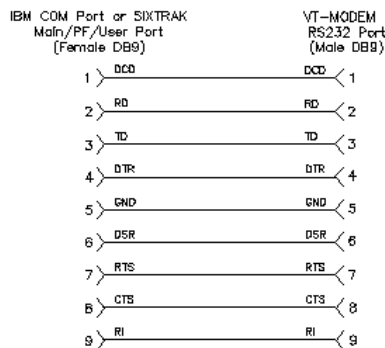 IBM COM Port or SIXTRAK VT-MODEM
Main/PF/User Port RS232 Port
(Female DB9) (Male DB9)
1 DCD DCD 1
2 RD RD 2
3 TD TD 3
4 DTR DTR 4
5 GND GND 5
6 DSR DSR 6
7 RTS RTS 7
8 CTS CTS 8
9 RI RI 9